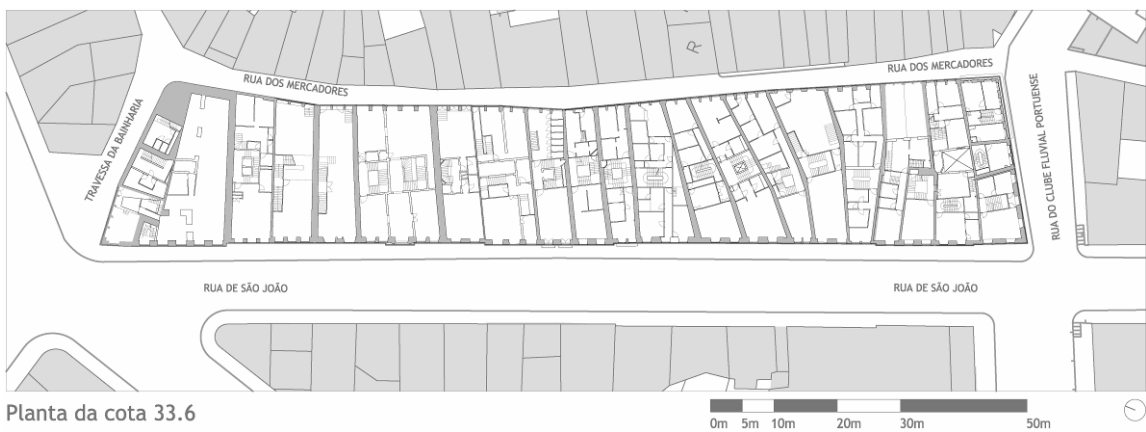 R
RUA DOS MERCADORES
RUA DOS MERCADORES
TRAVESSA DA BAINHARIA
RUA DO CLUBE FLUVIAL PORTUENSE
RUA DE SÃO JOÃO
RUA DE SÃO JOÃO
Planta da cota 33.6
0m 5m 10m 20m 30m 50m